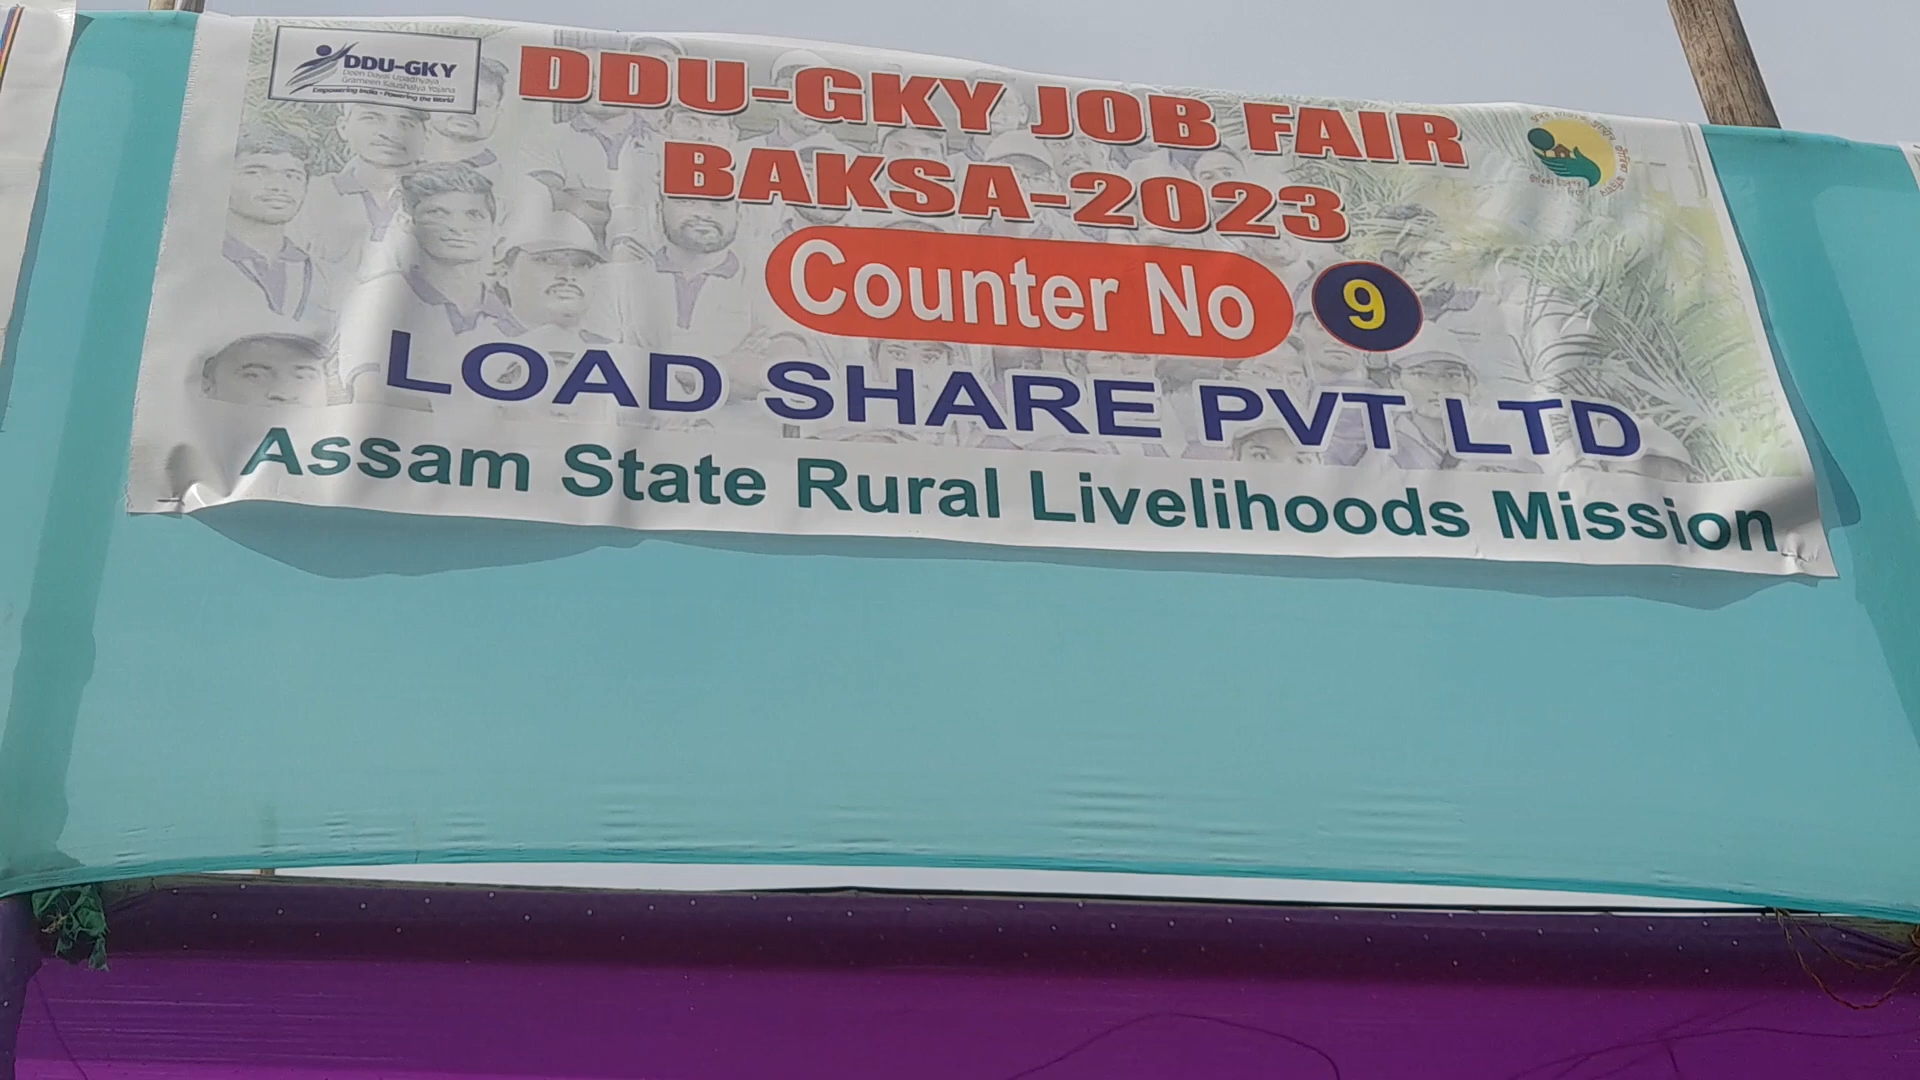 DDU-GKY
Deen Dayal Upadhyaya
Grameen Kaushalya Yojana
Empowering India - Powering the World
DDU-GKY JOB FAIR
BAKSA-2023
Counter No 9
LOAD SHARE PVT LTD
Assam State Rural Livelihoods Mission